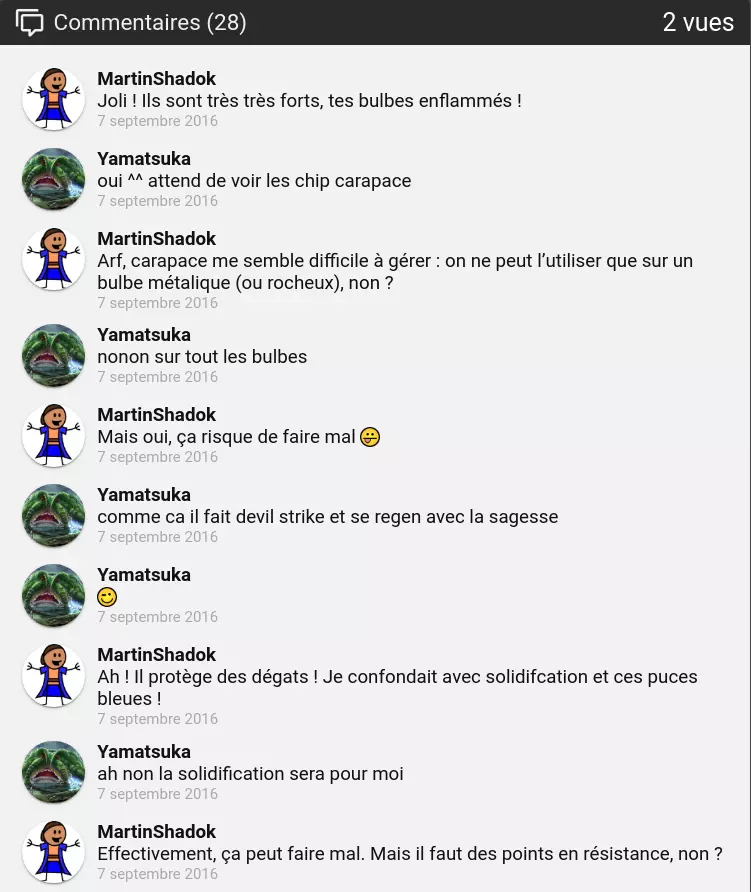 Commentaires (28)
2 vues
MartinShadok
Joli ! Ils sont très très forts, tes bulbes enflammés !
7 septembre 2016
Yamatsuka
oui ^^ attend de voir les chip carapace
7 septembre 2016
MartinShadok
Arf, carapace me semble difficile à gérer : on ne peut l’utiliser que sur un
bulbe métalique (ou rocheux), non ?
7 septembre 2016
Yamatsuka
nonon sur tout les bulbes
7 septembre 2016
MartinShadok
Mais oui, ça risque de faire mal 😜
7 septembre 2016
Yamatsuka
comme ca il fait devil strike et se regen avec la sagesse
7 septembre 2016
Yamatsuka
😉
7 septembre 2016
MartinShadok
Ah ! Il protège des dégats ! Je confondait avec solidifcation et ces puces
bleues !
7 septembre 2016
Yamatsuka
ah non la solidification sera pour moi
7 septembre 2016
MartinShadok
Effectivement, ça peut faire mal. Mais il faut des points en résistance, non ?
7 septembre 2016